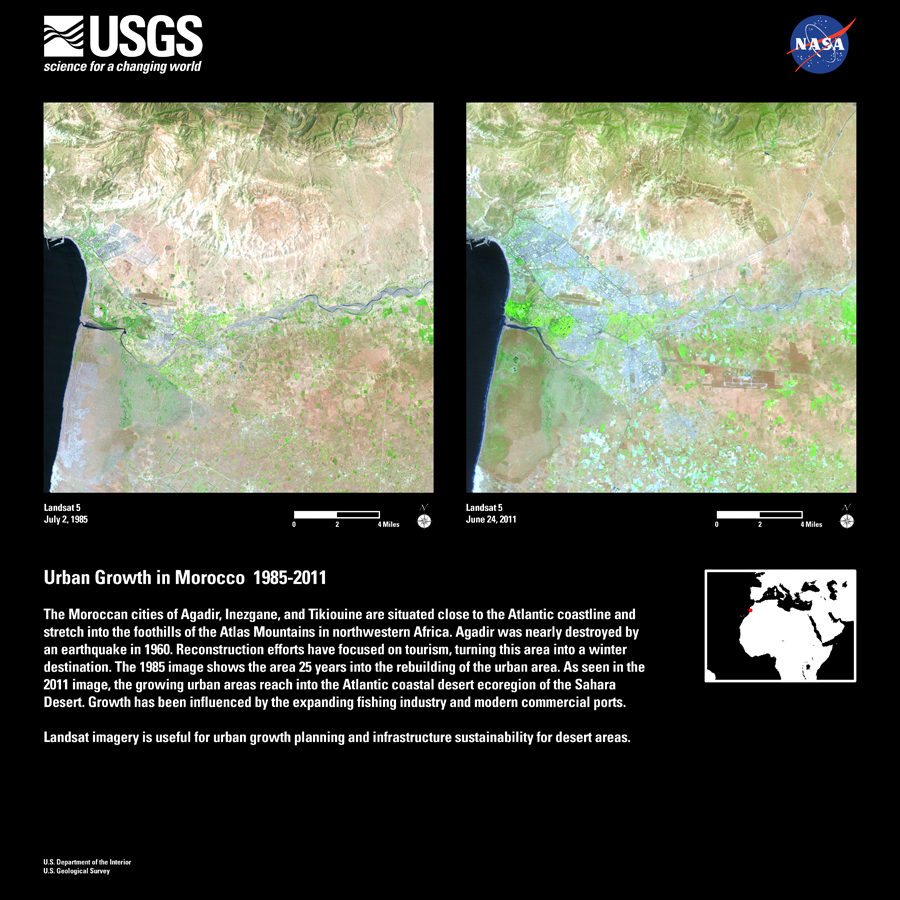 USGS
science for a changing world
NASA
Landsat 5
July 2, 1985
N
0 2 4 Miles
Landsat 5
June 24, 2011
N
0 2 4 Miles
Urban Growth in Morocco 1985-2011
The Moroccan cities of Agadir, Inezgane, and Tikiouine are situated close to the Atlantic coastline and
stretch into the foothills of the Atlas Mountains in northwestern Africa. Agadir was nearly destroyed by
an earthquake in 1960. Reconstruction efforts have focused on tourism, turning this area into a winter
destination. The 1985 image shows the area 25 years into the rebuilding of the urban area. As seen in the
2011 image, the growing urban areas reach into the Atlantic coastal desert ecoregion of the Sahara
Desert. Growth has been influenced by the expanding fishing industry and modern commercial ports.
Landsat imagery is useful for urban growth planning and infrastructure sustainability for desert areas.
U.S. Department of the Interior
U.S. Geological Survey